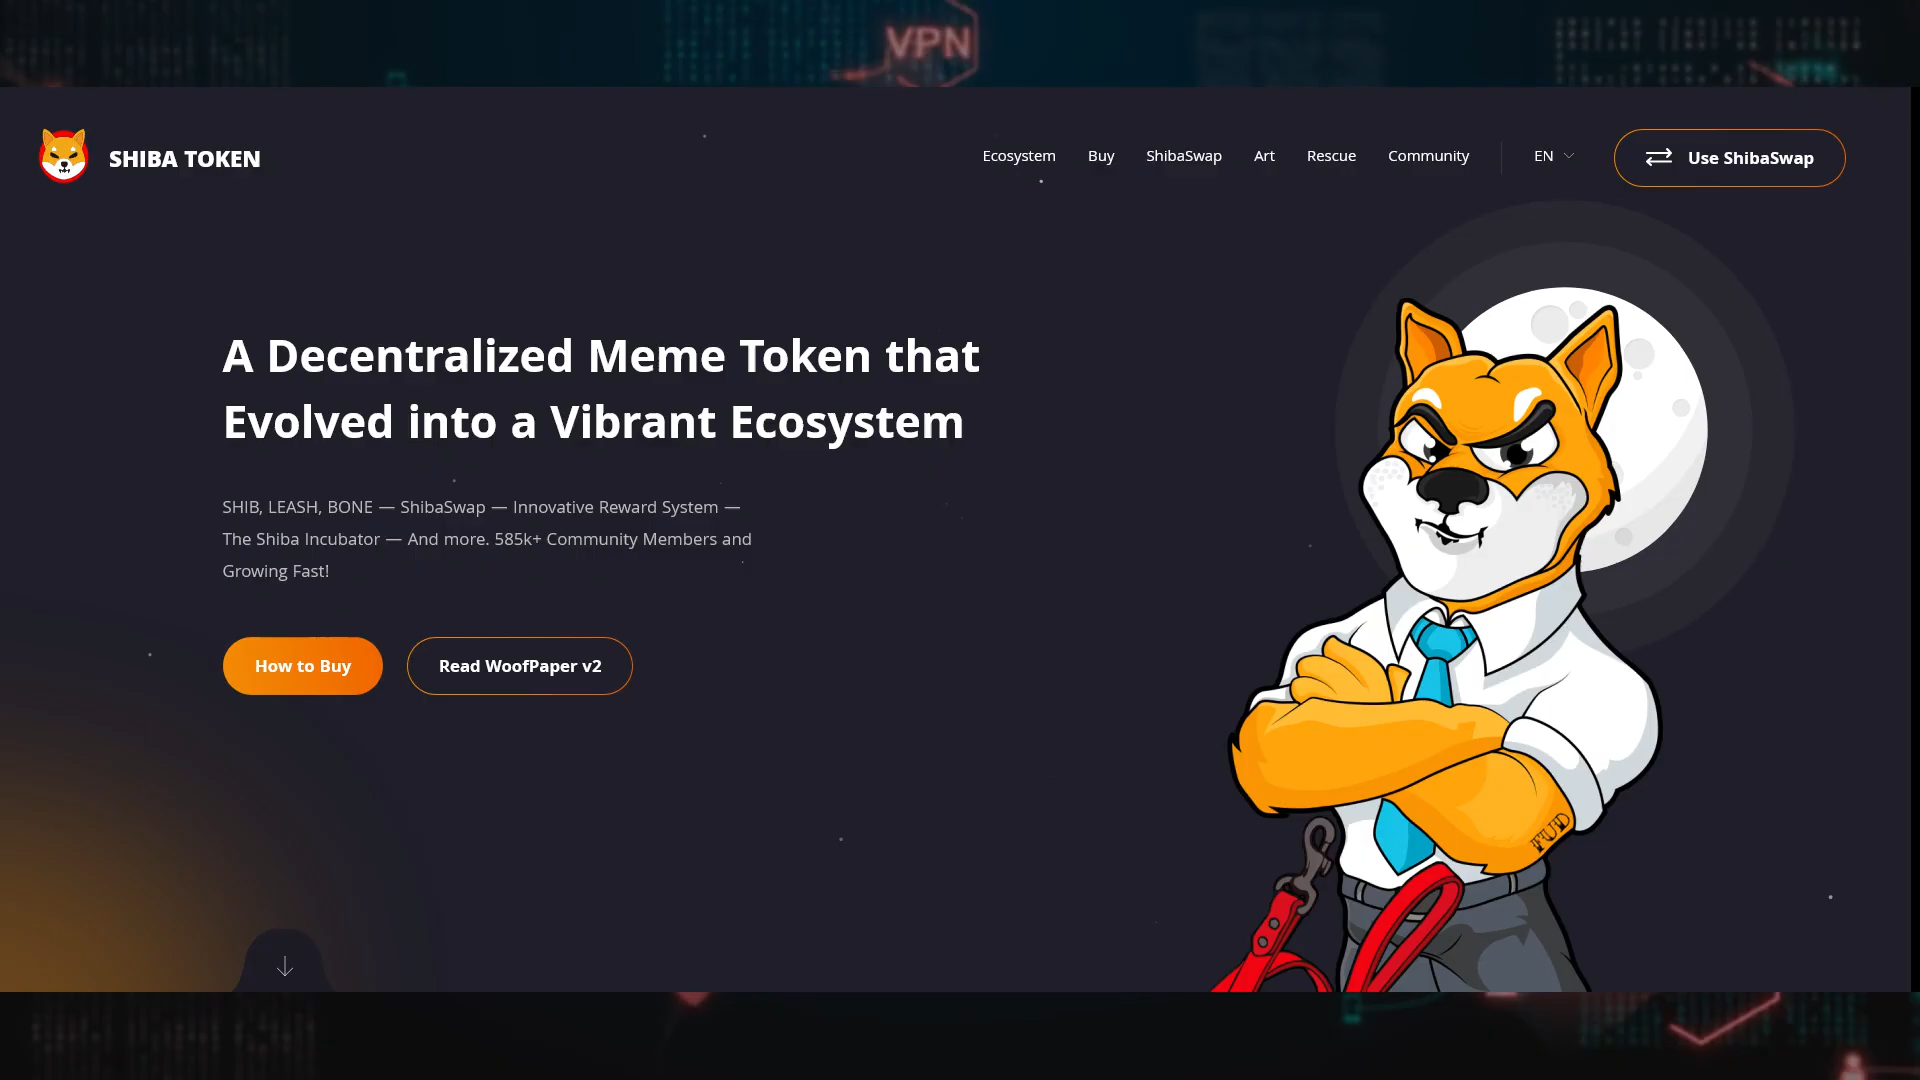 VPN
SHIBA TOKEN
Ecosystem
Buy
ShibaSwap
Art
Rescue
Community
EN
Use ShibaSwap
A Decentralized Meme Token that
Evolved into a Vibrant Ecosystem
SHIB, LEASH, BONE — ShibaSwap — Innovative Reward System —
The Shiba Incubator — And more. 585k+ Community Members and
Growing Fast!
How to Buy
Read WoofPaper v2
FUD